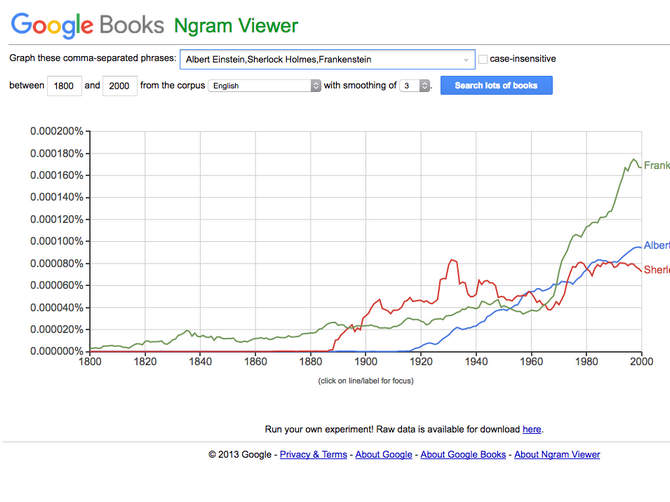 Google Books Ngram Viewer
Graph these comma-separated phrases: Albert Einstein,Sherlock Holmes,Frankenstein case-insensitive
between 1800 and 2000 from the corpus English with smoothing of 3 . Search lots of books
0.000200%
0.000180%
0.000160%
0.000140%
0.000120%
0.000100%
0.000080%
0.000060%
0.000040%
0.000020%
0.000000%
Frank
Albert
Sherle
1800 1820 1840 1860 1880 1900 1920 1940 1960 1980 2000
(click on line/label for focus)
Run your own experiment! Raw data is available for download here.
© 2013 Google - Privacy & Terms - About Google - About Google Books - About Ngram Viewer